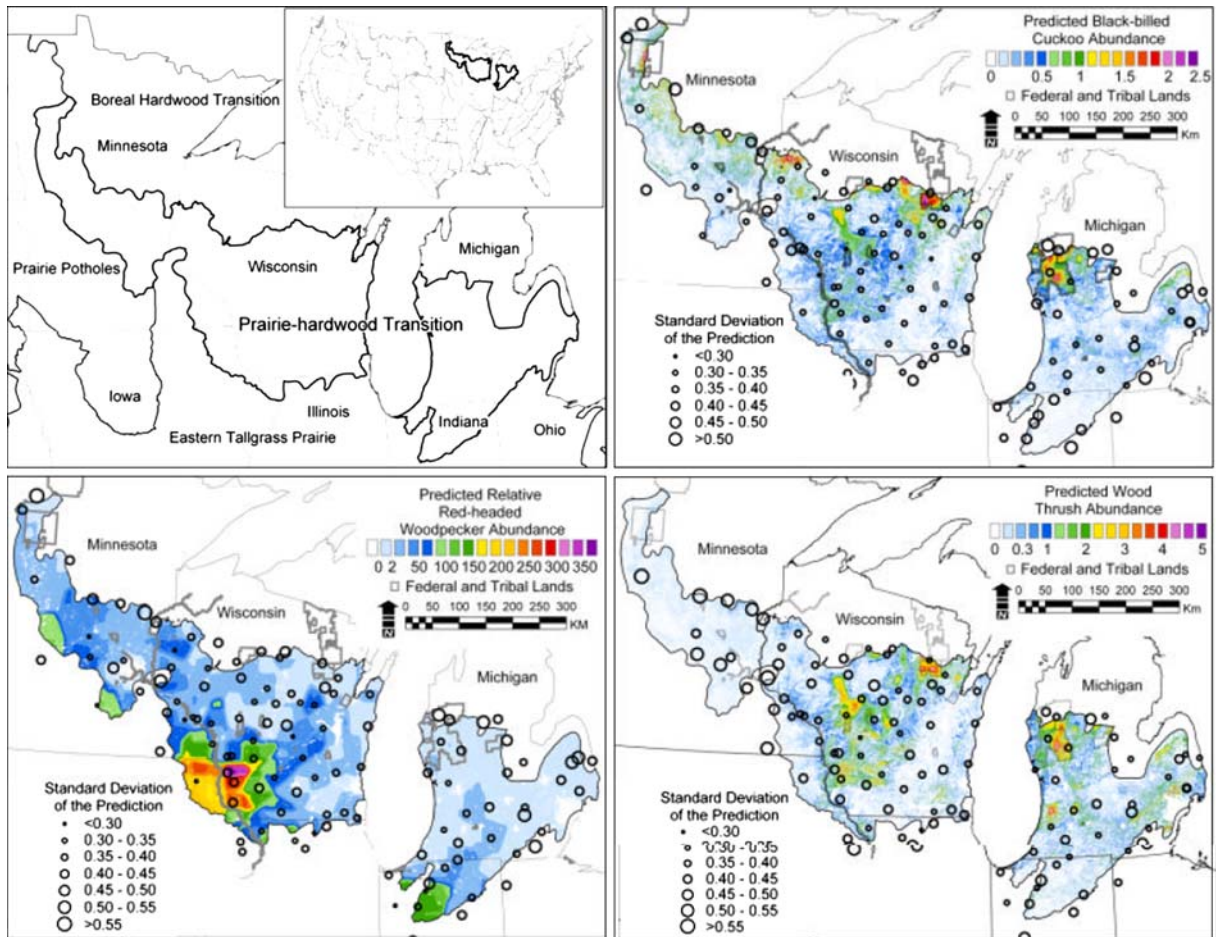 Boreal Hardwood Transition
Minnesota
Prairie Potholes
Wisconsin
Michigan
Prairie-hardwood Transition
Iowa
Illinois
Indiana
Ohio
Eastern Tallgrass Prairie
Predicted Black-billed
Cuckoo Abundance
0 0.5 1 1.5 2 2.5
Federal and Tribal Lands
0 50 100 150 200 250 300
Km
N
Minnesota
Wisconsin
Michigan
Standard Deviation
of the Prediction
<0.30
0.30 - 0.35
0.35 - 0.40
0.40 - 0.45
0.45 - 0.50
>0.50
Predicted Relative
Red-headed
Woodpecker Abundance
0 2 50 100 150 200 250 300 350
Federal and Tribal Lands
0 50 100 150 200 250 300
KM
N
Minnesota
Wisconsin
Michigan
Standard Deviation
of the Prediction
<0.30
0.30 - 0.35
0.35 - 0.40
0.40 - 0.45
0.45 - 0.50
0.50 - 0.55
>0.55
Predicted Wood
Thrush Abundance
0 0.3 1 2 3 4 5
Federal and Tribal Lands
0 50 100 150 200 250 300
Km
N
Minnesota
Wisconsin
Michigan
Standard Deviation
of the Prediction
<0.30
0.35 - 0.40
0.40 - 0.45
0.45 - 0.50
0.50 - 0.55
>0.55